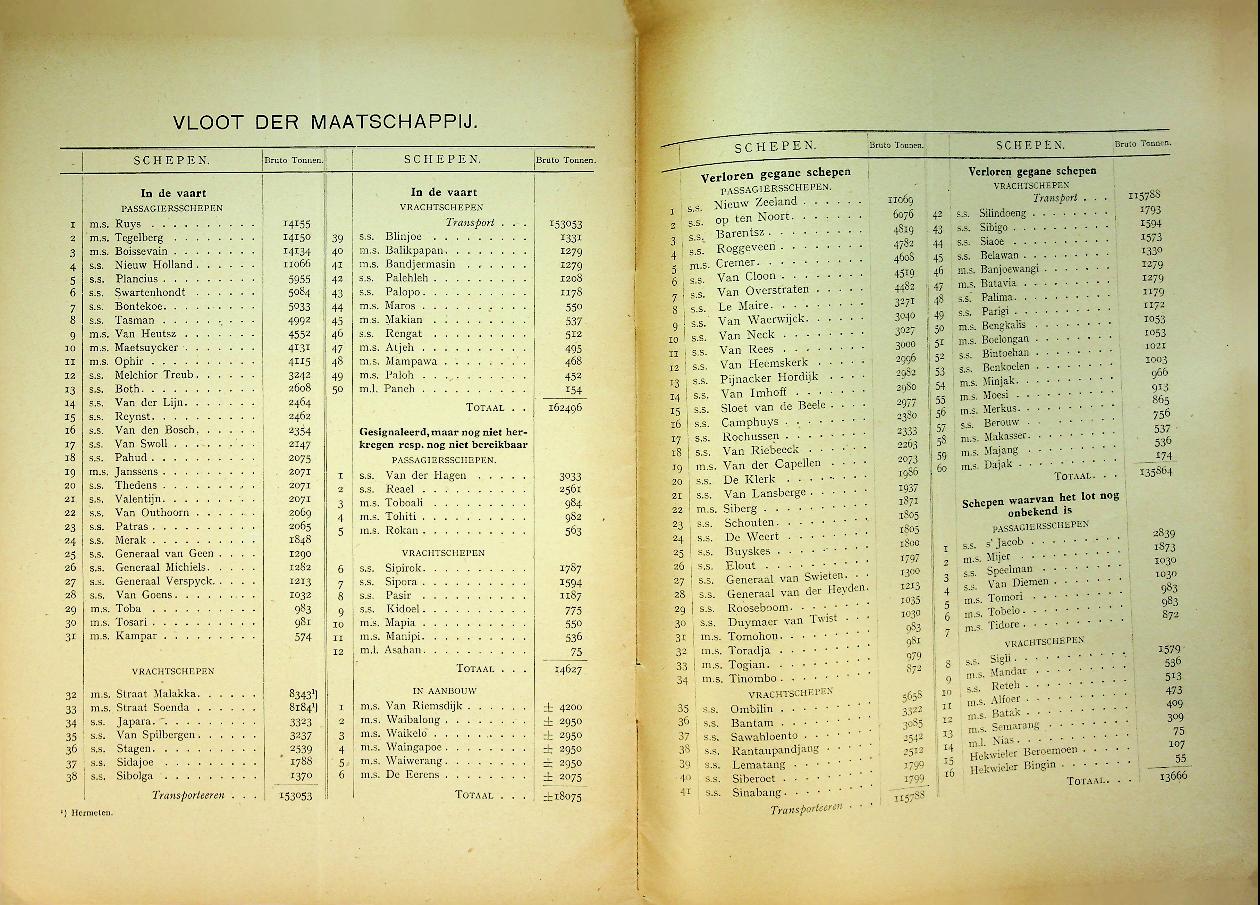 VLOOT DER MAATSCHAPPIJ.
SCHEPEN. Bruto Tonnen.
In de vaart
PASSAGIERSSCHEPEN
1 m.s. Ruys . . . . . . . . . . 14155
2 m.s. Tegelberg . . . . . . . 14150
3 m.s. Boissevain . . . . . . . 14134
4 s.s. Nieuw Holland . . . . . . 11066
5 s.s. Plancius . . . . . . . . 5955
6 s.s. Swartenhondt . . . . . . 5084
7 s.s. Bontekoe. . . . . . . . 5033
8 s.s. Tasman . . . . . . . . 4992
9 m.s. Van Heutsz . . . . . . . 4552
10 m.s. Maetsuycker . . . . . . 4131
11 m.s. Ophir . . . . . . . . . 4115
12 s.s. Melchior Treub . . . . . 3242
13 s.s. Both. . . . . . . . . . 2608
14 s.s. Van der Lijn. . . . . . . 2464
15 s.s. Reynst. . . . . . . . . 2462
16 s.s. Van den Bosch. . . . . . 2354
17 s.s. Van Swoll . . . . . . . 2147
18 s.s. Pahud . . . . . . . . . 2075
19 m.s. Janssens . . . . . . . . 2071
20 s.s. Thedens . . . . . . . . 2071
21 s.s. Valentijn. . . . . . . . 2071
22 s.s. Van Outhoorn . . . . . . 2069
23 s.s. Patras . . . . . . . . . 2065
24 s.s. Merak . . . . . . . . . 1848
25 s.s. Generaal van Geen . . . . 1290
26 s.s. Generaal Michiels. . . . . 1282
27 s.s. Generaal Verspyck. . . . . 1213
28 s.s. Van Goens . . . . . . . 1032
29 m.s. Toba . . . . . . . . . 983
30 m.s. Tosari . . . . . . . . . 981
31 m.s. Kampar . . . . . . . . 574
VRACHTSCHEPEN
32 m.s. Straat Malakka. . . . . . 8343¹)
33 m.s. Straat Soenda . . . . . . 8184¹)
34 s.s. Japara. . . . . . . . . 3323
35 s.s. Van Spilbergen. . . . . . 3237
36 s.s. Stagen. . . . . . . . . 2539
37 s.s. Sidajoe . . . . . . . . 1788
38 s.s. Sibolga . . . . . . . . 1370
Transporteeren . . . 153053
¹) Hermeten.
SCHEPEN. Bruto Tonnen.
In de vaart
VRACHTSCHEPEN
Transport . . . 153053
39 s.s. Blinjoe . . . . . . . . 1331
40 m.s. Balikpapan. . . . . . . 1279
41 m.s. Bandjermasin . . . . . . 1279
42 s.s. Palehleh . . . . . . . . 1208
43 s.s. Palopo. . . . . . . . . 1178
44 m.s. Maros . . . . . . . . . 550
45 m.s. Makian . . . . . . . . 537
46 s.s. Rengat . . . . . . . . . 512
47 m.s. Atjeh . . . . . . . . . 495
48 m.s. Mampawa . . . . . . . 468
49 m.s. Paloh . . . . . . . . . 452
50 m.l. Paneh . . . . . . . . . 154
TOTAAL . . 162496
Gesignaleerd, maar nog niet her-
kregen resp. nog niet bereikbaar
PASSAGIERSSCHEPEN.
1 s.s. Van der Hagen . . . . . 3033
2 s.s. Reael . . . . . . . . . 2561
3 m.s. Toboali . . . . . . . . 984
4 m.s. Tohiti . . . . . . . . . 982
5 m.s. Rokan . . . . . . . . . 563
VRACHTSCHEPEN
6 s.s. Sipirok. . . . . . . . . 1787
7 s.s. Sipora . . . . . . . . . 1594
8 s.s. Pasir . . . . . . . . . 1187
9 s.s. Kidoel . . . . . . . . . 775
10 m.s. Mapia . . . . . . . . . 550
11 m.s. Manipi. . . . . . . . . 536
12 m.l. Asahan. . . . . . . . . 75
TOTAAL . . . 14627
IN AANBOUW
1 m.s. Van Riemsdijk . . . . . . ± 4200
2 m.s. Waibalong . . . . . . . ± 2950
3 m.s. Waikelo . . . . . . . . ± 2950
4 m.s. Waingapoe . . . . . . . ± 2950
5 m.s. Waiwerang. . . . . . . . ± 2950
6 m.s. De Eerens . . . . . . . ± 2075
TOTAAL . . . ±18075
SCHEPEN. Bruto Tonnen.
Verloren gegane schepen
PASSAGIERSSCHEPEN.
1 s.s. Nieuw Zeeland . . . . . . 11069
2 s.s. op ten Noort. . . . . . . 6076
3 s.s. Barentsz . . . . . . . . 4819
4 s.s. Roggeveen . . . . . . . 4782
5 m.s. Cremer. . . . . . . . . 4608
6 s.s. Van Cloon . . . . . . . 4519
7 s.s. Van Overstraten . . . . . 4482
8 s.s. Le Maire. . . . . . . . 3271
9 s.s. Van Waerwijck. . . . . . 3040
10 s.s. Van Neck . . . . . . . 3027
11 s.s. Van Rees . . . . . . . 3000
12 s.s. Van Heemskerk . . . . . 2996
13 s.s. Pijnacker Hordijk . . . . 2982
14 s.s. Van Imhoff . . . . . . . 2980
15 s.s. Sloet van de Beele . . . . 2977
16 s.s. Camphuys . . . . . . . 2380
17 s.s. Rochussen . . . . . . . 2333
18 s.s. Van Riebeeck . . . . . . 2263
19 m.s. Van der Capellen . . . . 2073
20 s.s. De Klerk . . . . . . . 1986
21 s.s. Van Lansberge . . . . . . 1937
22 m.s. Siberg . . . . . . . . 1871
23 s.s. Schouten. . . . . . . . 1805
24 s.s. De Weert . . . . . . . 1805
25 s.s. Buyskes . . . . . . . . 1800
26 s.s. Elout . . . . . . . . . 1797
27 s.s. Generaal van Swieten. . . 1300
28 s.s. Generaal van der Heyden. 1213
29 s.s. Rooseboom. . . . . . . 1035
30 s.s. Duymaer van Twist . . . 1030
31 m.s. Tomohon. . . . . . . . 983
32 m.s. Toradja . . . . . . . . 981
33 m.s. Togian. . . . . . . . . 979
34 m.s. Tinombo . . . . . . . . 872
VRACHTSCHEPEN
35 s.s. Ombilin . . . . . . . . 5658
36 s.s. Bantam . . . . . . . . 3322
37 s.s. Sawahloento . . . . . . 3085
38 s.s. Rantaupandjang . . . . . 2542
39 s.s. Lematang . . . . . . . 2512
40 s.s. Siberoet . . . . . . . . 1799
41 s.s. Sinabang. . . . . . . . 1799
Transporteeren . . . 115788
SCHEPEN. Bruto Tonnen.
Verloren gegane schepen
VRACHTSCHEPEN
Transport . . . 115788
42 s.s. Silindoeng . . . . . . . . 1793
43 s.s. Sibigo . . . . . . . . . 1594
44 s.s. Siaoe . . . . . . . . . 1573
45 s.s. Belawan . . . . . . . . 1339
46 m.s. Banjoewangi . . . . . . 1279
47 m.s. Batavia . . . . . . . . 1279
48 s.s. Palima. . . . . . . . . 1179
49 s.s. Parigi . . . . . . . . . 1172
50 m.s. Bengkalis . . . . . . . 1053
51 m.s. Boelongan . . . . . . . 1053
52 s.s. Bintoehan . . . . . . . 1021
53 s.s. Benkoelen . . . . . . . 1003
54 m.s. Minjak. . . . . . . . . 966
55 m.s. Moesi . . . . . . . . . 913
56 m.s. Merkus. . . . . . . . . 865
57 s.s. Berouw . . . . . . . . 756
58 m.s. Makasser. . . . . . . . 537
59 m.s. Majang . . . . . . . . 536
60 m.s. Dajak . . . . . . . . . 174
TOTAAL. . . 135864
Schepen waarvan het lot nog
onbekend is
PASSAGIERSSCHEPEN
1 s.s. s'Jacob . . . . . . . . 2839
2 m.s. Mijer . . . . . . . . . 1873
3 s.s. Speelman . . . . . . . 1030
4 s.s. Van Diemen . . . . . . 1030
5 m.s. Tomori . . . . . . . . 983
6 m.s. Tobelo. . . . . . . . . 983
7 m.s. Tidore . . . . . . . . 872
VRACHTSCHEPEN
8 s.s. Sigli . . . . . . . . . . 1579
9 m.s. Mandar . . . . . . . . 536
10 s.s. Reteh . . . . . . . . . 513
11 m.s. Alfoer . . . . . . . . 473
12 m.s. Batak . . . . . . . . . 409
13 m.s. Semarang . . . . . . . 309
14 m.l. Nias . . . . . . . . . 75
15 Hekwieler Beroemoen . . . . 107
16 Hekwieler Bingin . . . . . . 55
TOTAAL. . . 13666